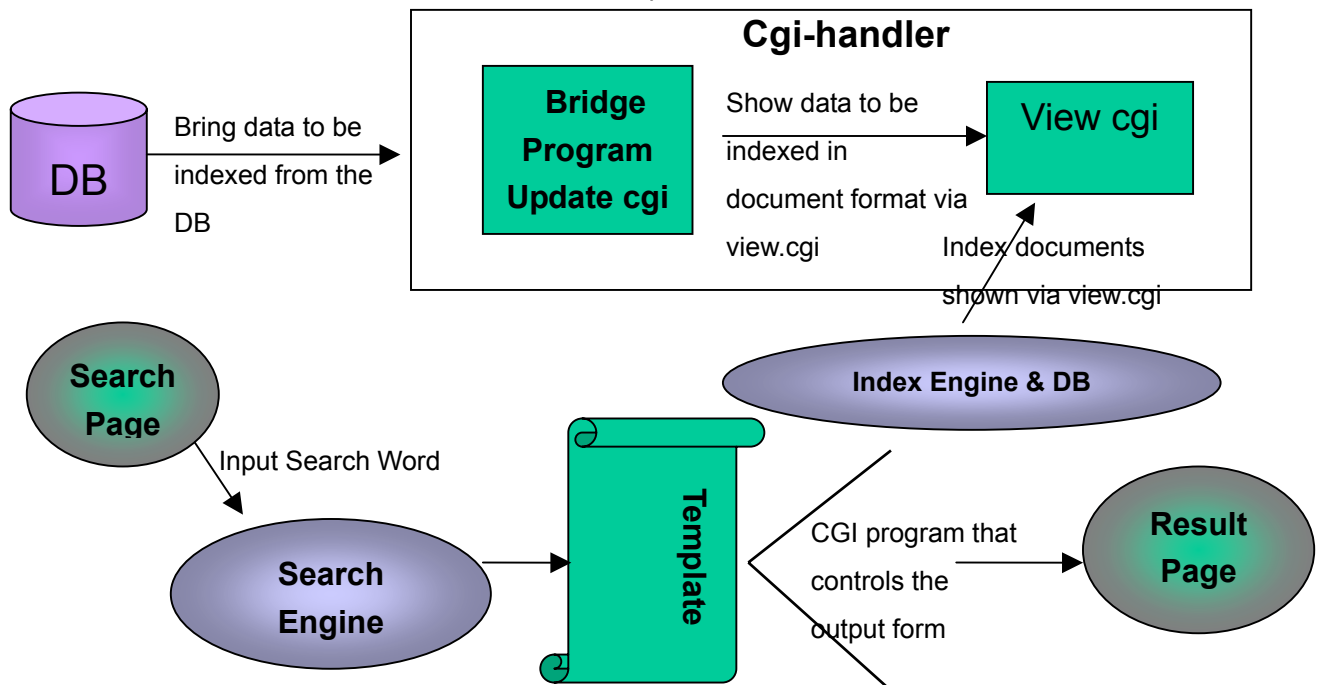 Cgi-handler
DB
Bring data to be
indexed from the
DB
Bridge
Program
Update cgi
Show data to be
indexed in
document format via
view.cgi
View cgi
Index documents
shown via view.cgi
Search
Page
Index Engine & DB
Input Search Word
Search
Engine
Template
CGI program that
controls the
output form
Result
Page